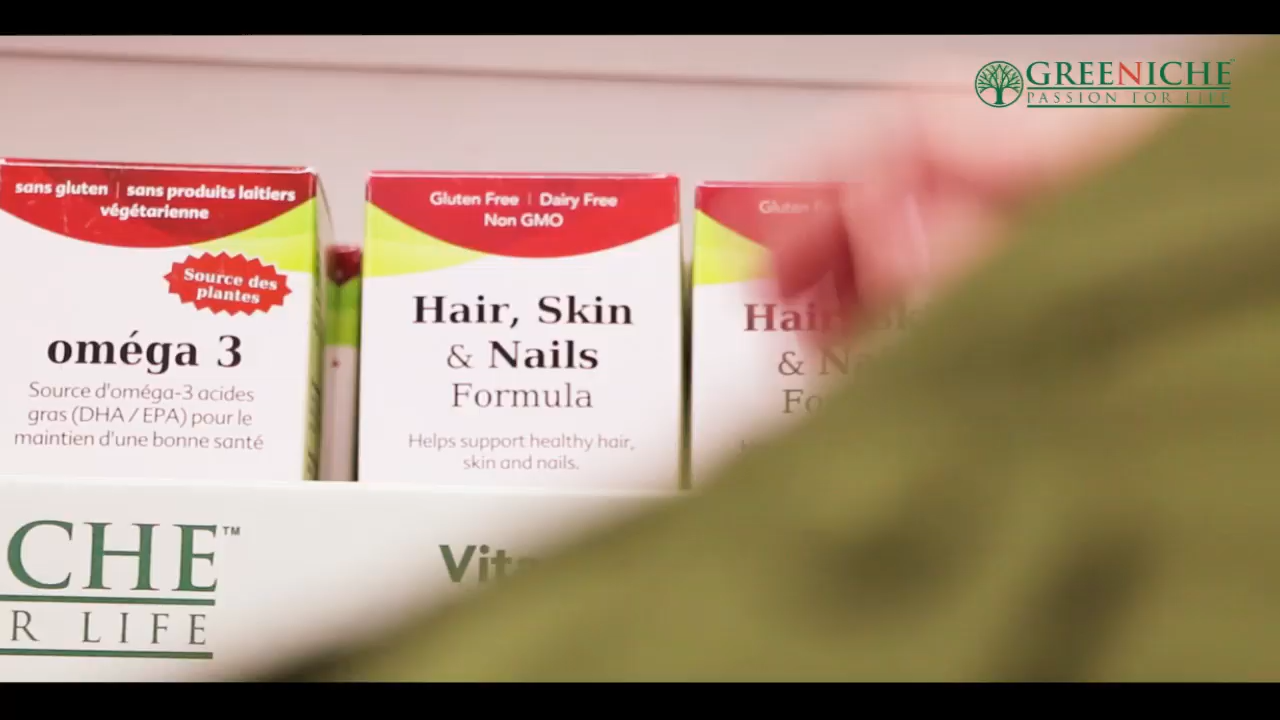 GREENICHE
PASSION FOR LIFE
sans gluten | sans produits laitiers
végétarienne
Source des
plantes
oméga 3
Source d'oméga-3 acides
gras (DHA / EPA) pour le
maintien d'une bonne santé
Gluten Free | Dairy Free
Non GMO
Hair, Skin
& Nails
Formula
Helps support healthy hair,
skin and nails.
Gluten
Hair,
&
CHE™
R LIFE